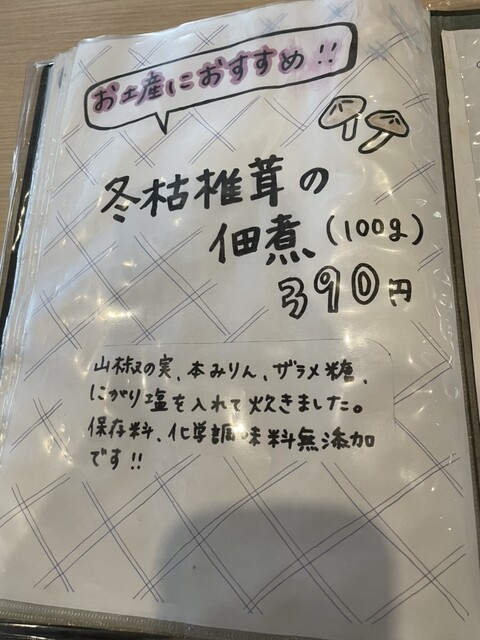 お土産におすすめ!!
冬枯椎茸の
佃煮(100g)
390円
山椒の実、本みりん、ザラメ糖、
にがり塩を入れて炊きました。
保存料、化学調味料無添加
です!!